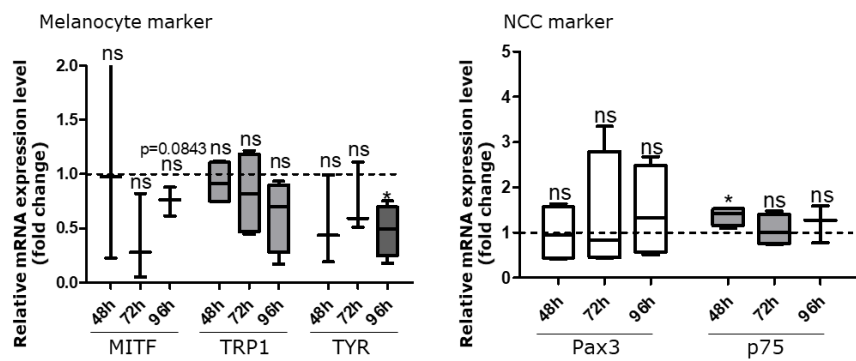 Melanocyte marker
Relative mRNA expression level
(fold change)
2.0
1.5
1.0
0.5
0.0
ns
ns
p=0.0843
ns
ns
ns
ns
ns
ns
*
48h
72h
96h
48h
72h
96h
48h
72h
96h
MITF
TRP1
TYR
NCC marker
Relative mRNA expression level
(fold change)
5
4
3
2
1
0
ns
ns
ns
*
ns
ns
48h
72h
96h
48h
72h
96h
Pax3
p75